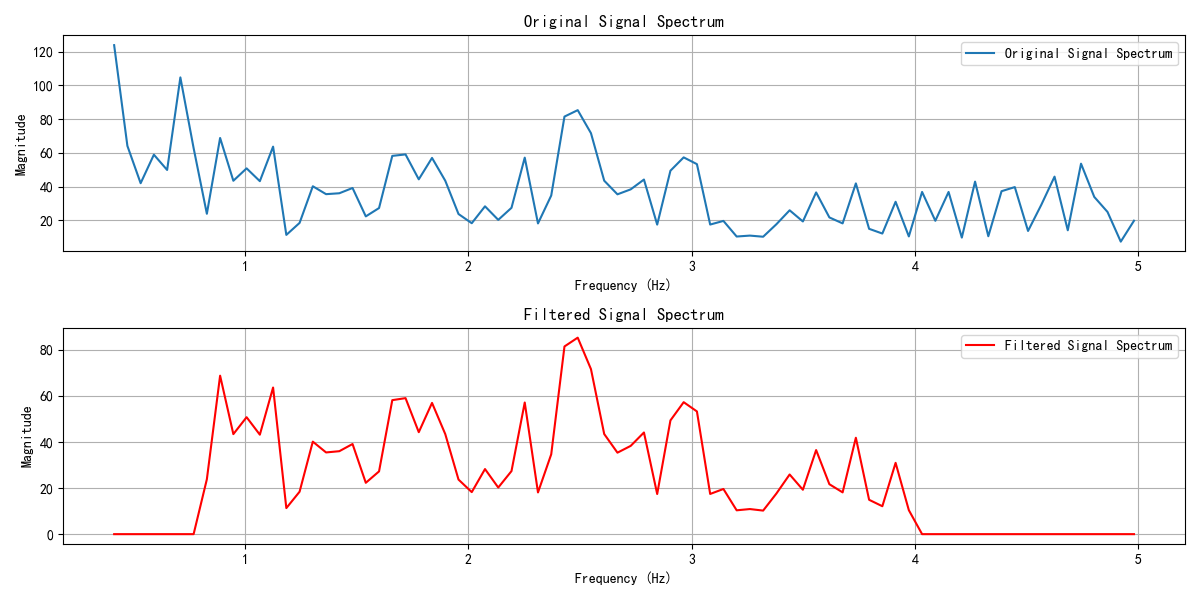 Original Signal Spectrum
Original Signal Spectrum
Magnitude
120
100
80
60
40
20
1 2 3 4 5
Frequency (Hz)
Filtered Signal Spectrum
Filtered Signal Spectrum
Magnitude
80
60
40
20
0
1 2 3 4 5
Frequency (Hz)